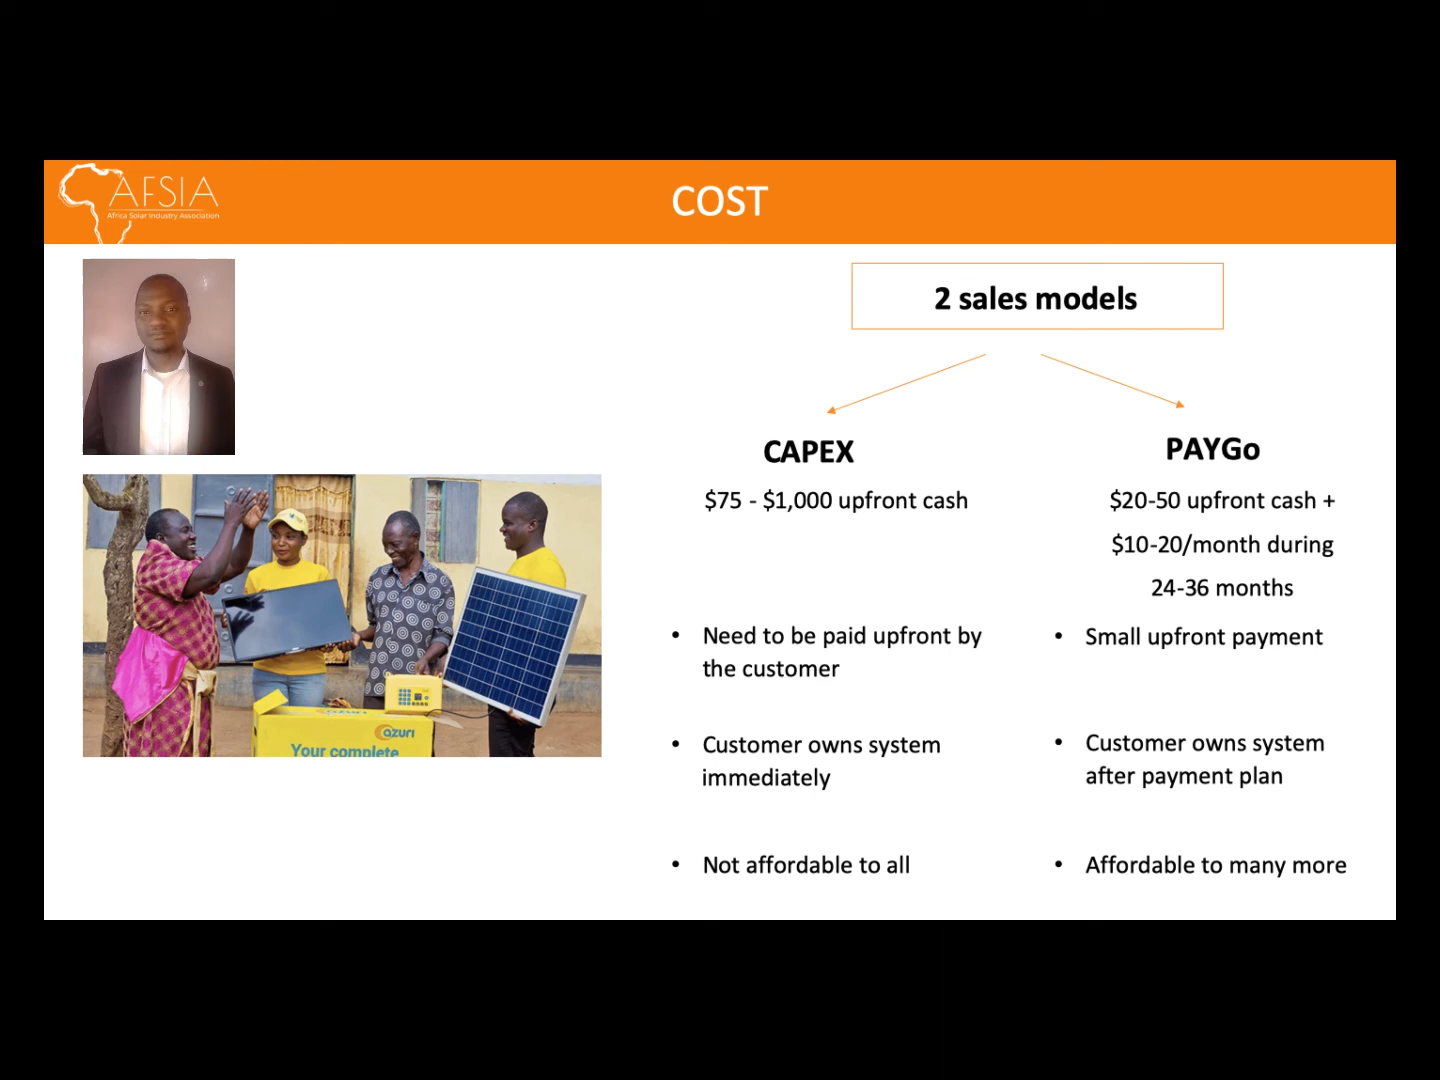 AFSIA
Africa Solar Industry Association
COST
2 sales models
CAPEX
$75 - $1,000 upfront cash
• Need to be paid upfront by
the customer
• Customer owns system
immediately
• Not affordable to all
PAYGo
$20-50 upfront cash +
$10-20/month during
24-36 months
• Small upfront payment
• Customer owns system
after payment plan
• Affordable to many more
azuri
Your complete